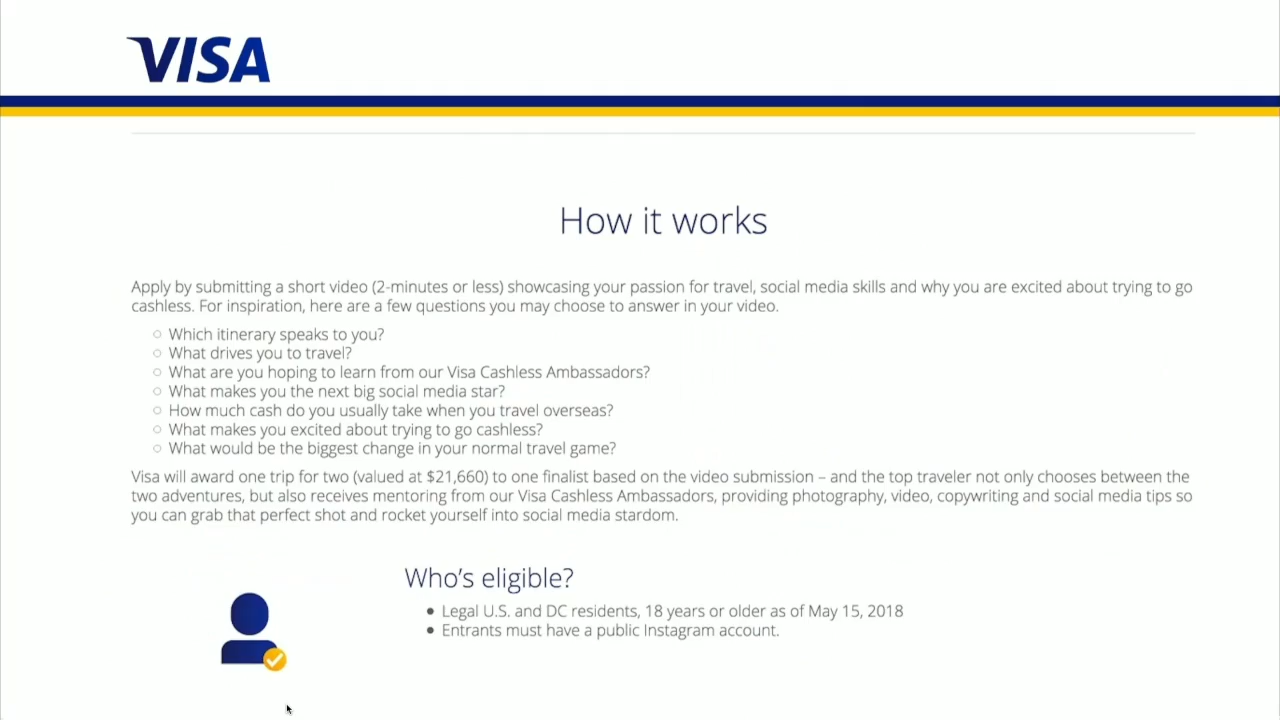 VISA
How it works
Apply by submitting a short video (2-minutes or less) showcasing your passion for travel, social media skills and why you are excited about trying to go
cashless. For inspiration, here are a few questions you may choose to answer in your video.
Which itinerary speaks to you?
What drives you to travel?
What are you hoping to learn from our Visa Cashless Ambassadors?
What makes you the next big social media star?
How much cash do you usually take when you travel overseas?
What makes you excited about trying to go cashless?
What would be the biggest change in your normal travel game?
Visa will award one trip for two (valued at $21,660) to one finalist based on the video submission – and the top traveler not only chooses between the
two adventures, but also receives mentoring from our Visa Cashless Ambassadors, providing photography, video, copywriting and social media tips so
you can grab that perfect shot and rocket yourself into social media stardom.
Who’s eligible?
Legal U.S. and DC residents, 18 years or older as of May 15, 2018
Entrants must have a public Instagram account.